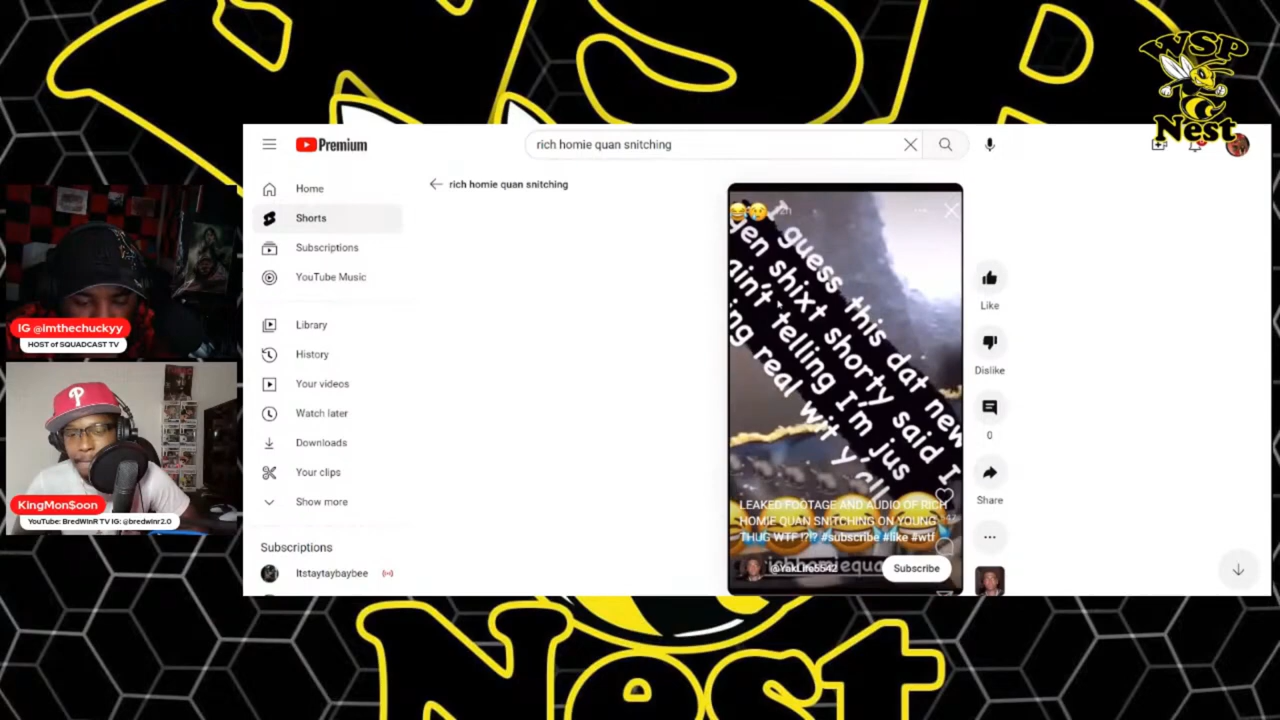 WSP
Nest
Premium
rich homie quan snitching
Home
rich homie quan snitching
Shorts
Subscriptions
YouTube Music
Library
History
Your videos
Watch later
Downloads
Your clips
Show more
Subscriptions
Itstaytaybaybee
I guess this dat new
yen shixt shorty said I
ain't telling I'm jus
ng real wit y'all
LEAKED FOOTAGE AND AUDIO OF RICH
HOMIE QUAN SNITCHING ON YOUNG
THUG WTF !?!? #subscribe #like #wtf
Subscribe
Like
Dislike
0
Share
IG @imthechuckyy
HOST of SQUADCAST TV
KingMon$oon
YouTube: BredWinR TV IG: @bredwinr2.0
Nest